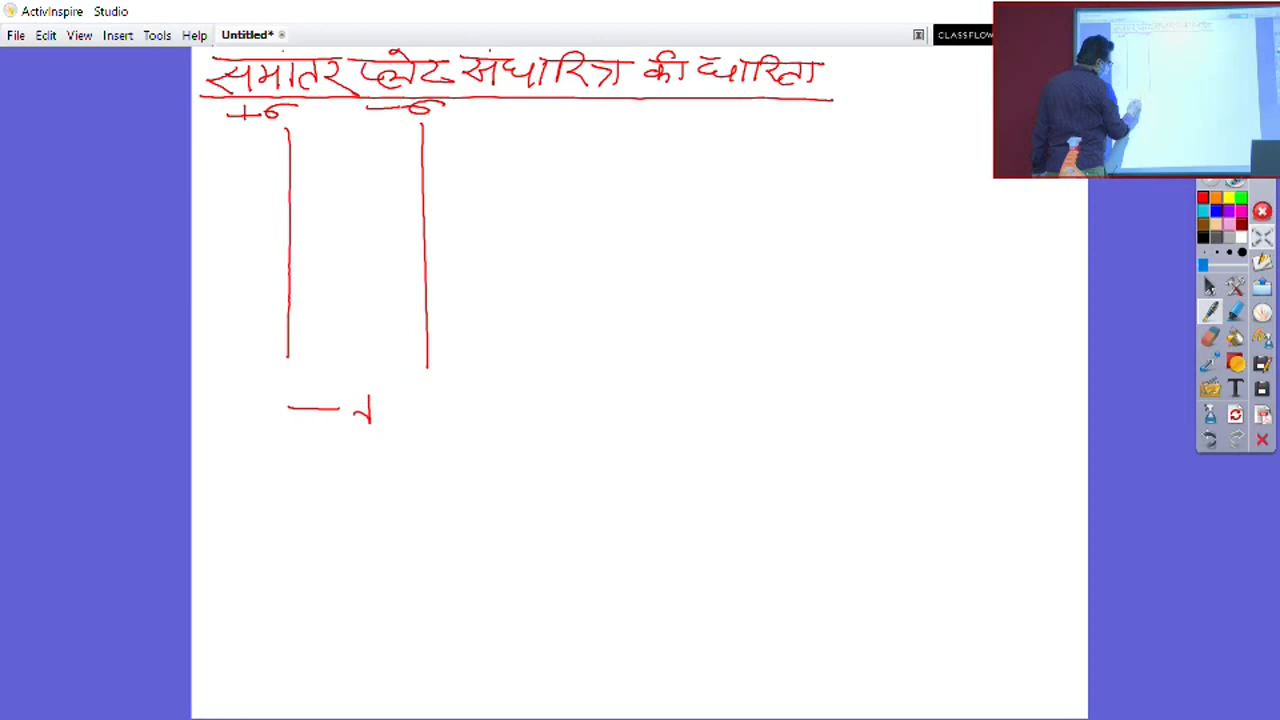 ActivInspire Studio
File Edit View Insert Tools Help Untitled* CLASSFLOW
समांतर प्लेट संधारित्र की धारिता
+σ −σ
— d